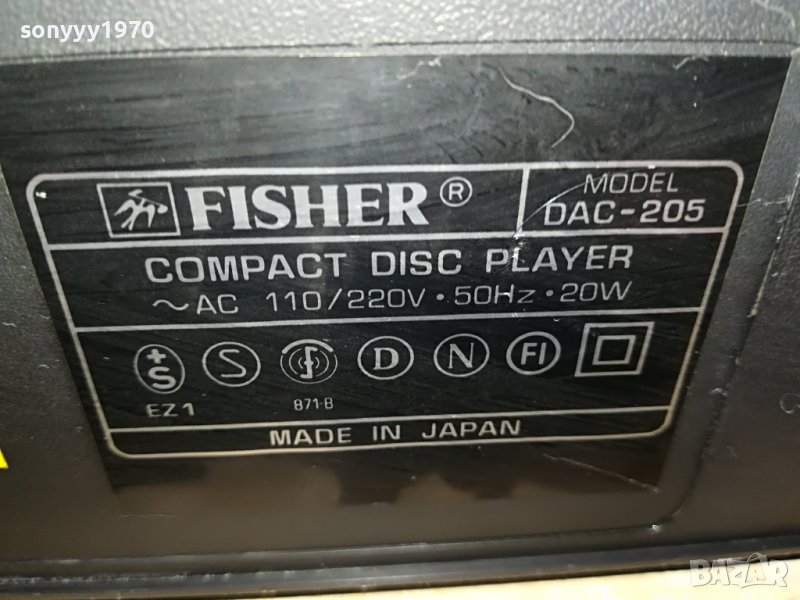 sonyyy1970
FISHER®
MODEL
DAC-205
COMPACT DISC PLAYER
~AC 110/220V · 50Hz · 20W
+S S D N FI
EZ1 871-B
MADE IN JAPAN
BAZAR